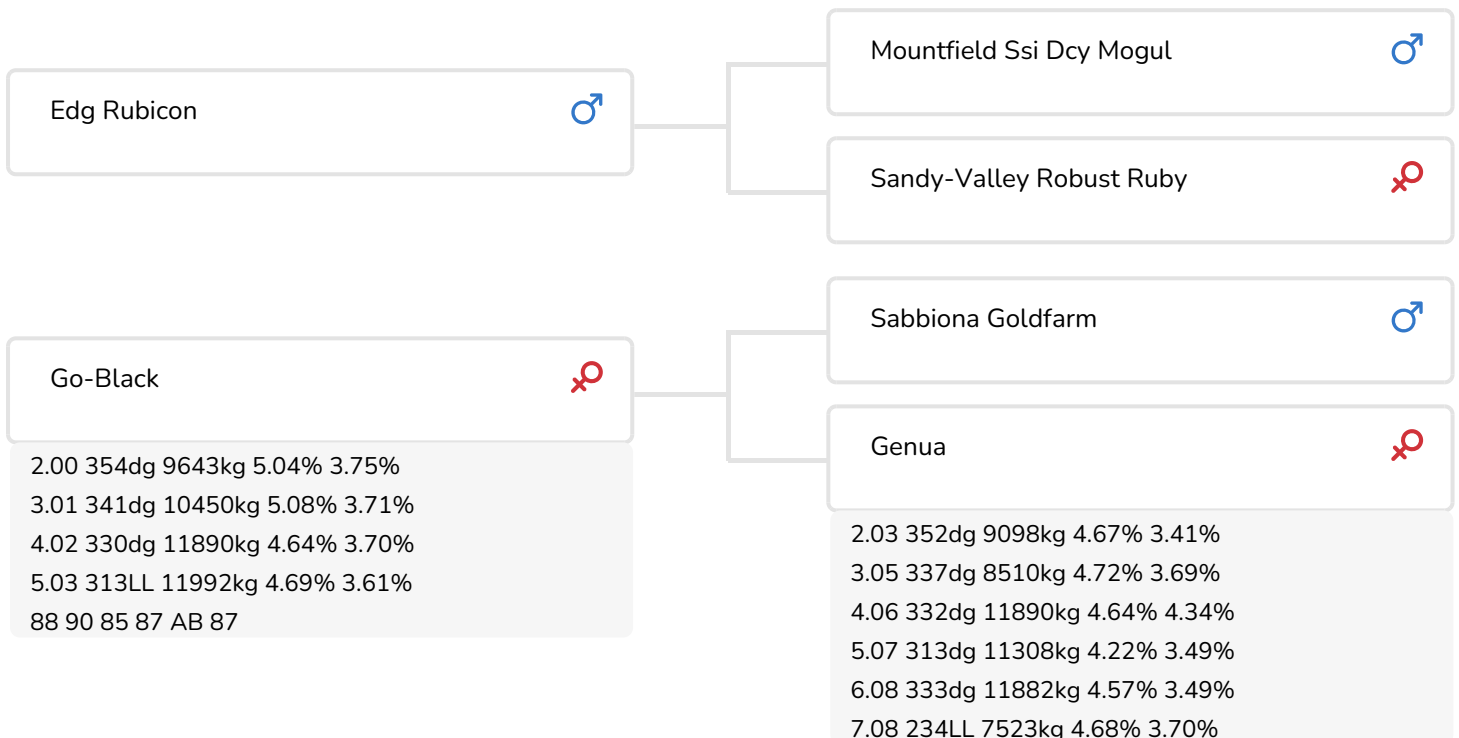 Edg Rubicon
Mountfield Ssi Dcy Mogul
Sandy-Valley Robust Ruby
Go-Black
2.00 354dg 9643kg 5.04% 3.75%
3.01 341dg 10450kg 5.08% 3.71%
4.02 330dg 11890kg 4.64% 3.70%
5.03 313LL 11992kg 4.69% 3.61%
88 90 85 87 AB 87
Sabbiona Goldfarm
Genua
2.03 352dg 9098kg 4.67% 3.41%
3.05 337dg 8510kg 4.72% 3.69%
4.06 332dg 11890kg 4.64% 4.34%
5.07 313dg 11308kg 4.22% 3.49%
6.08 333dg 11882kg 4.57% 3.49%
7.08 234LL 7523kg 4.68% 3.70%